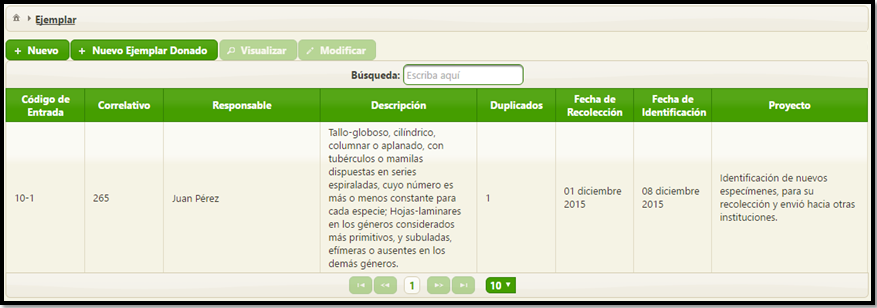 Ejemplar
+ Nuevo
+ Nuevo Ejemplar Donado
Visualizar
Modificar
Búsqueda: Escriba aquí
Código de
Entrada
Correlativo
Responsable
Descripción
Duplicados
Fecha de
Recolección
Fecha de
Identificación
Proyecto
10-1
265
Juan Pérez
Tallo-globoso, cilíndrico,
columnar o aplanado, con
tubérculos o mamilas
dispuestas en series
espiraladas, cuyo número es
más o menos constante para
cada especie; Hojas-laminares
en los géneros considerados
más primitivos, y subuladas,
efímeras o ausentes en los
demás géneros.
1
01 diciembre
2015
08 diciembre
2015
Identificación de nuevos
especímenes, para su
recolección y envió hacia otras
instituciones.
1
10